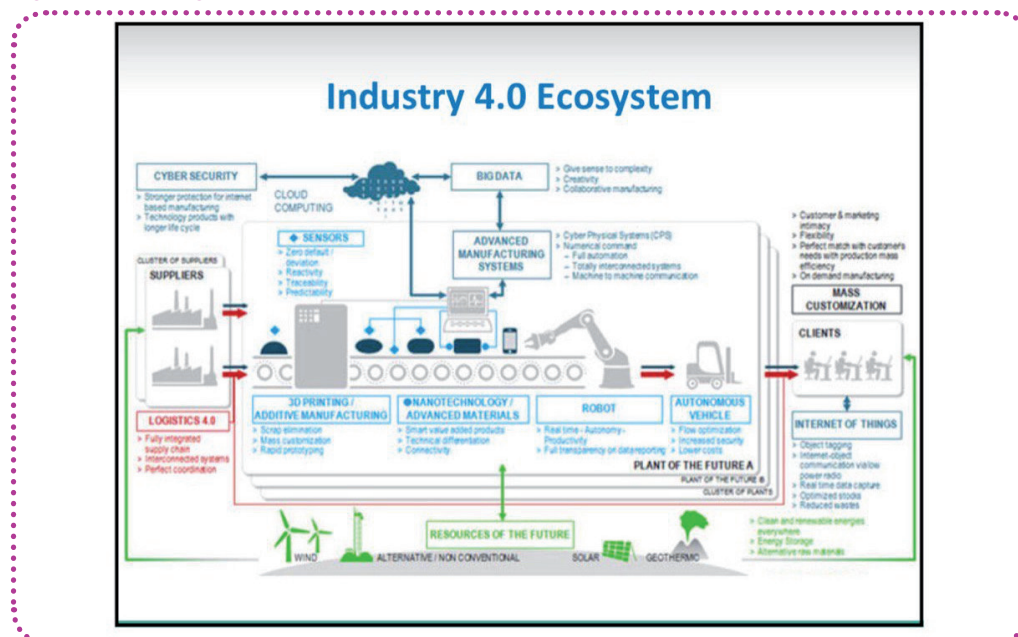 Industry 4.0 Ecosystem
CYBER SECURITY
> Stronger protection for internet
based manufacturing
> Technology products with
longer life cycle
CLOUD
COMPUTING
BIG DATA
> Give sense to complexity
> Creativity
> Collaborative manufacturing
SENSORS
> Zero default /
deviation
> Reactivity
> Traceability
> Predictability
ADVANCED
MANUFACTURING
SYSTEMS
> Cyber Physical Systems (CPS)
> Numerical command
– Full automation
– Totally interconnected systems
– Machine to machine communication
> Customer & marketing
intimacy
> Flexibility
> Perfect match with customer's
needs with production mass
efficiency
> On demand manufacturing
MASS
CUSTOMIZATION
CLUSTER OF SUPPLIERS
SUPPLIERS
CLIENTS
LOGISTICS 4.0
> Fully integrated
supply chain
> Interconnected systems
> Perfect coordination
3D PRINTING /
ADDITIVE MANUFACTURING
> Scrap elimination
> Mass customization
> Rapid prototyping
NANOTECHNOLOGY /
ADVANCED MATERIALS
> Smart value added products
> Technical differentiation
> Connectivity
ROBOT
> Real time - Autonomy -
Productivity
> Full transparency on data reporting
AUTONOMOUS
VEHICLE
> Flow optimization
> Increased security
> Lower costs
INTERNET OF THINGS
> Object tagging
> Internet-object
communication via low
power radio
> Real time data capture
> Optimized stocks
> Reduced wastes
PLANT OF THE FUTURE A
PLANT OF THE FUTURE B
CLUSTER OF PLANTS
RESOURCES OF THE FUTURE
WIND
ALTERNATIVE / NON CONVENTIONAL
SOLAR
GEOTHERMIC
> Clean and renewable energies
everywhere
> Energy Storage
> Alternative raw materials